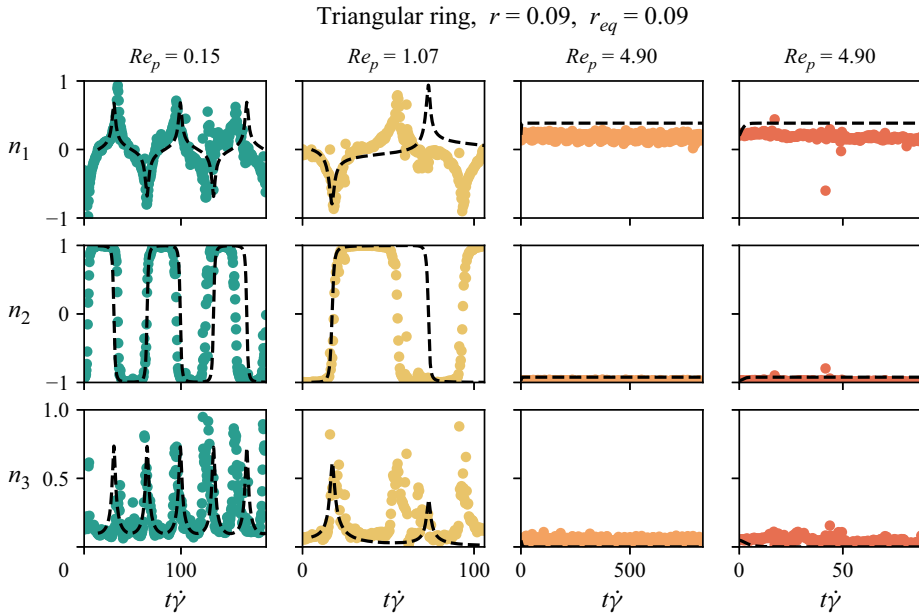 Triangular ring, r = 0.09, r_eq = 0.09
Re_p = 0.15 Re_p = 1.07 Re_p = 4.90 Re_p = 4.90
1
n_1 0
−1
1
n_2 0
−1
1.0
n_3 0.5
0 100 0 100 0 500 0 50
tγ̇ tγ̇ tγ̇ tγ̇